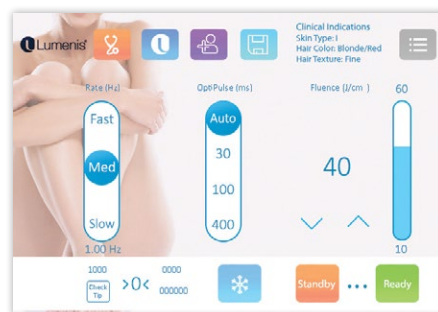 Lumenis®
Clinical Indications
Skin Type: I
Hair Color: Blonde/Red
Hair Texture: Fine
Rate (Hz)
OptiPulse (ms)
Fluence (J/cm )
60
Fast
Med
Slow
1.00 Hz
Auto
30
100
400
40
10
1000
Check
Tip
>0<
0000
000000
Standby
...
Ready